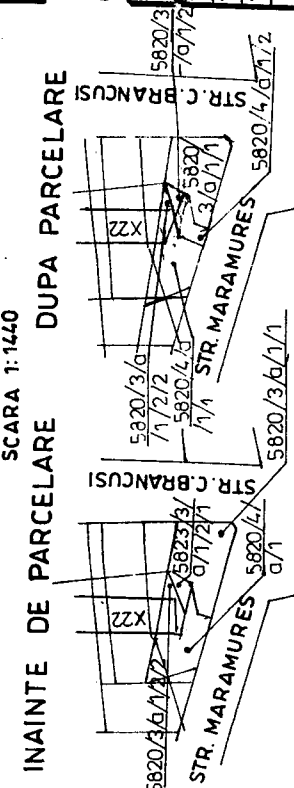 SCARA 1:1440
INAINTE DE PARCELARE
DUPA PARCELARE
5820/3/a/1/2/2
X22
5823/3/
a/1/2/1
STR. C.BRANCUSI
STR. MARAMURES
5820/4/
a/1
5820/3/a/1/1
5820/3/a
/1/2/2
5820/4/a
/1/1
X22
5820
3/a/1/1
STR. C. BRANCUSI
STR. MARAMURES
5820/3
/a/1/2
5820/4/a/1/2